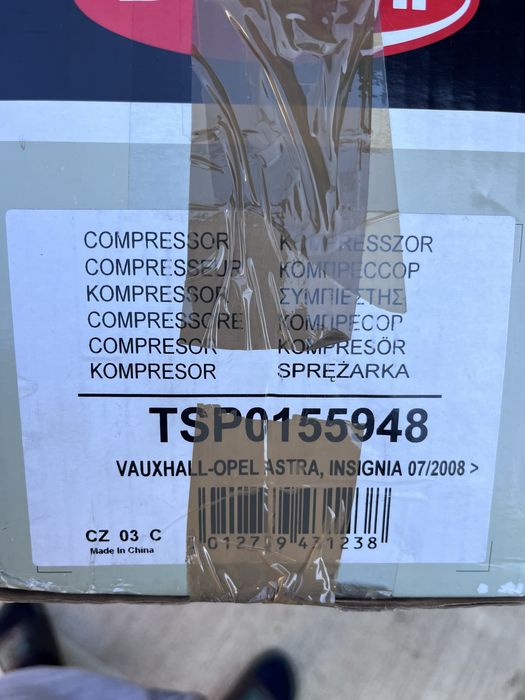 COMPRESSOR KOMPRESSZOR
COMPRESSEUR КОМПРЕССОР
KOMPRESSOR ΣΥΜΠΙΕΣΤΗΣ
COMPRESSORE КОМПРЕСОР
COMPRESOR KOMPRESÖR
KOMPRESOR SPRĘŻARKA
TSP0155948
VAUXHALL-OPEL ASTRA, INSIGNIA 07/2008 >
CZ 03 C
Made In China